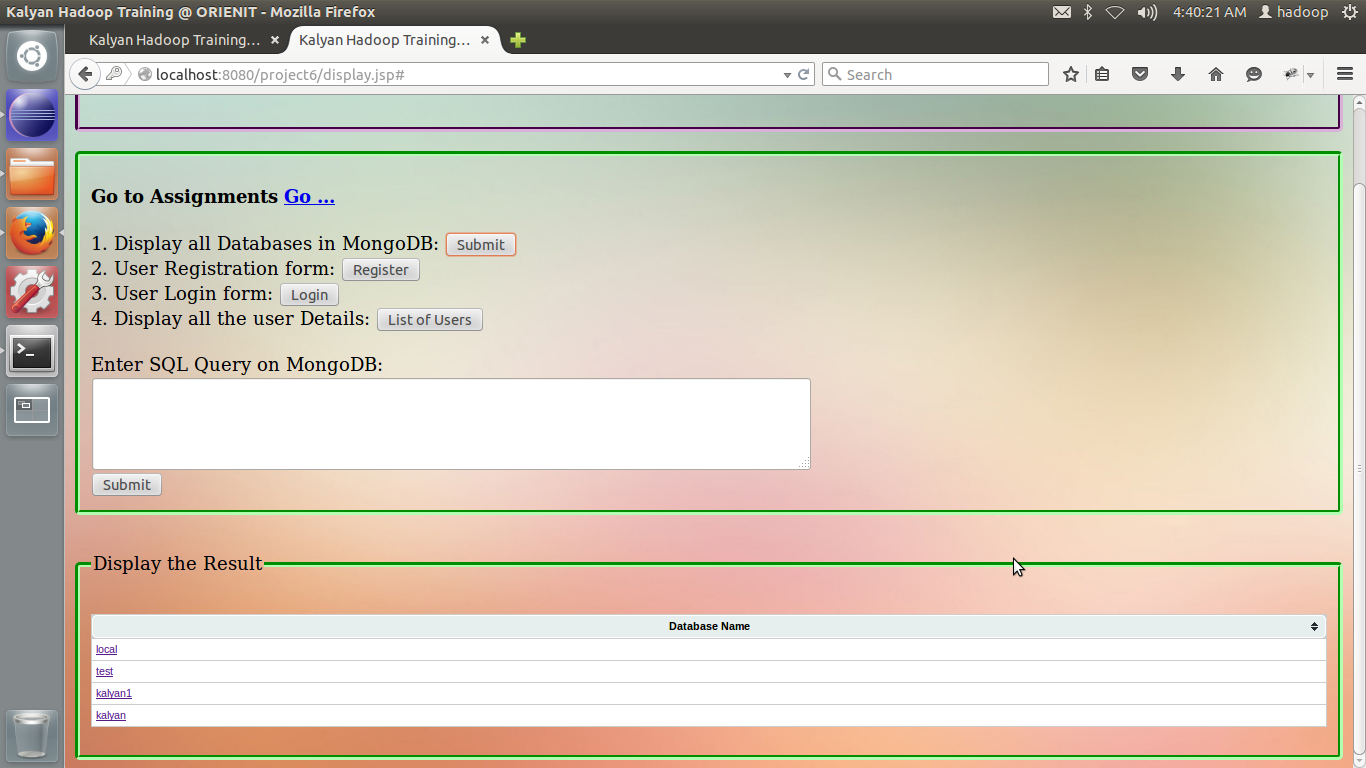 Kalyan Hadoop Training @ ORIENIT - Mozilla Firefox
4:40:21 AM hadoop
Kalyan Hadoop Training...
Kalyan Hadoop Training...
localhost:8080/project6/display.jsp#
Search
Go to Assignments Go ...
1. Display all Databases in MongoDB: Submit
2. User Registration form: Register
3. User Login form: Login
4. Display all the user Details: List of Users
Enter SQL Query on MongoDB:
Submit
Display the Result
Database Name
local
test
kalyan1
kalyan